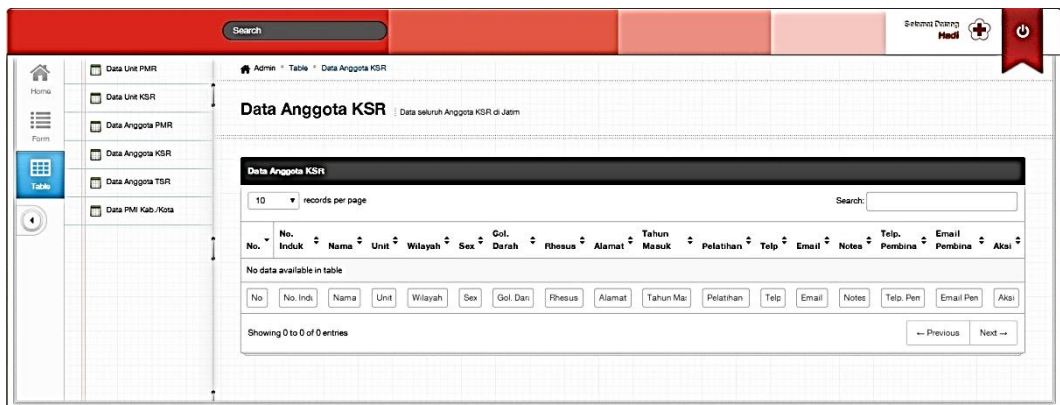 Search
Selamat Datang
Hadi
Home
Form
Table
Data Unit PMR
Data Unit KSR
Data Anggota PMR
Data Anggota KSR
Data Anggota TSR
Data PMI Kab./Kota
Admin Table Data Anggota KSR
Data Anggota KSR Data seluruh Anggota KSR di Jatim
Data Anggota KSR
10 records per page Search:
No. No. Induk Nama Unit Wilayah Sex Gol. Darah Rhesus Alamat Tahun Masuk Pelatihan Telp Email Notes Telp. Pembina Email Pembina Aksi
No data available in table
No No. Indu Nama Unit Wilayah Sex Gol. Dara Rhesus Alamat Tahun Mas Pelatihan Telp Email Notes Telp. Pem Email Pen Aksi
Showing 0 to 0 of 0 entries ← Previous Next →